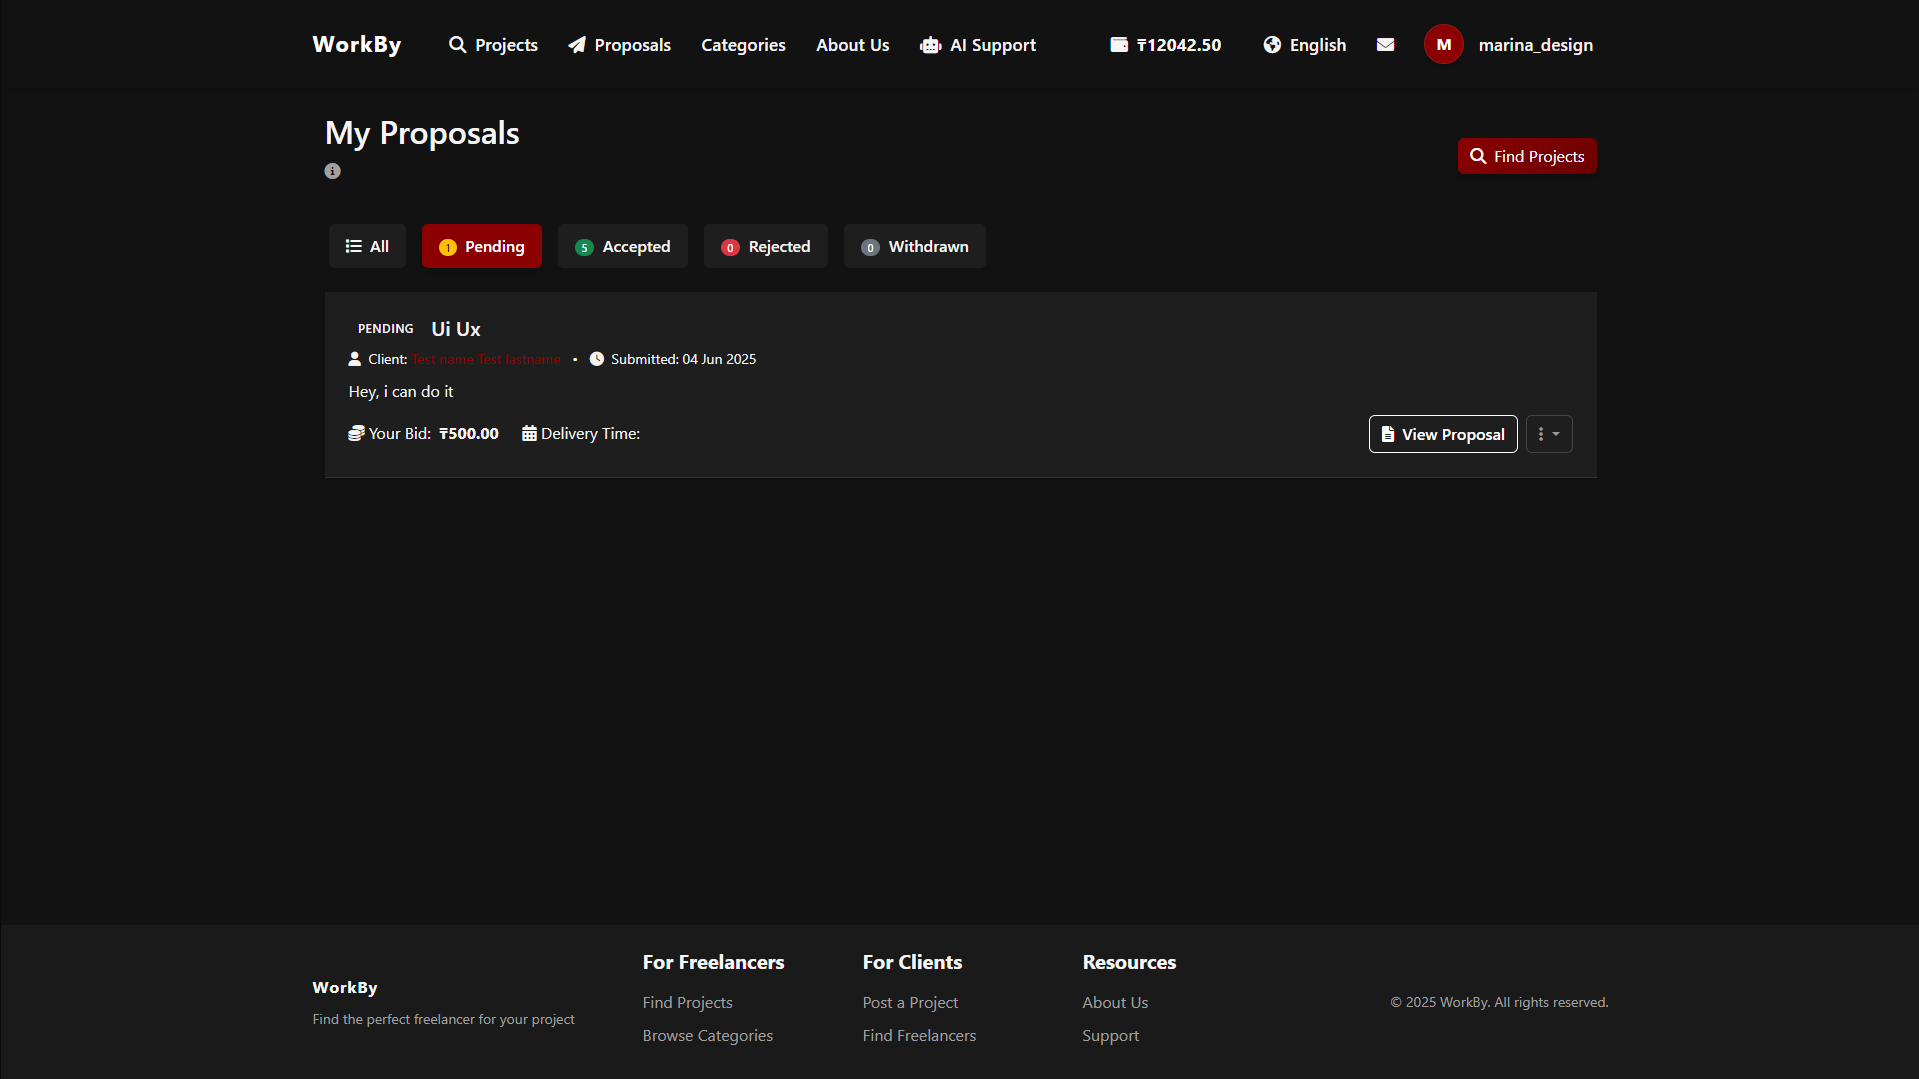 WorkBy Projects Proposals Categories About Us AI Support ₸12042.50 English M marina_design
My Proposals
Find Projects
All 1 Pending 5 Accepted 0 Rejected 0 Withdrawn
PENDING Ui Ux
Client: Test name Test lastname • Submitted: 04 Jun 2025
Hey, i can do it
Your Bid: ₸500.00 Delivery Time:
View Proposal
WorkBy
Find the perfect freelancer for your project
For Freelancers
Find Projects
Browse Categories
For Clients
Post a Project
Find Freelancers
Resources
About Us
Support
© 2025 WorkBy. All rights reserved.